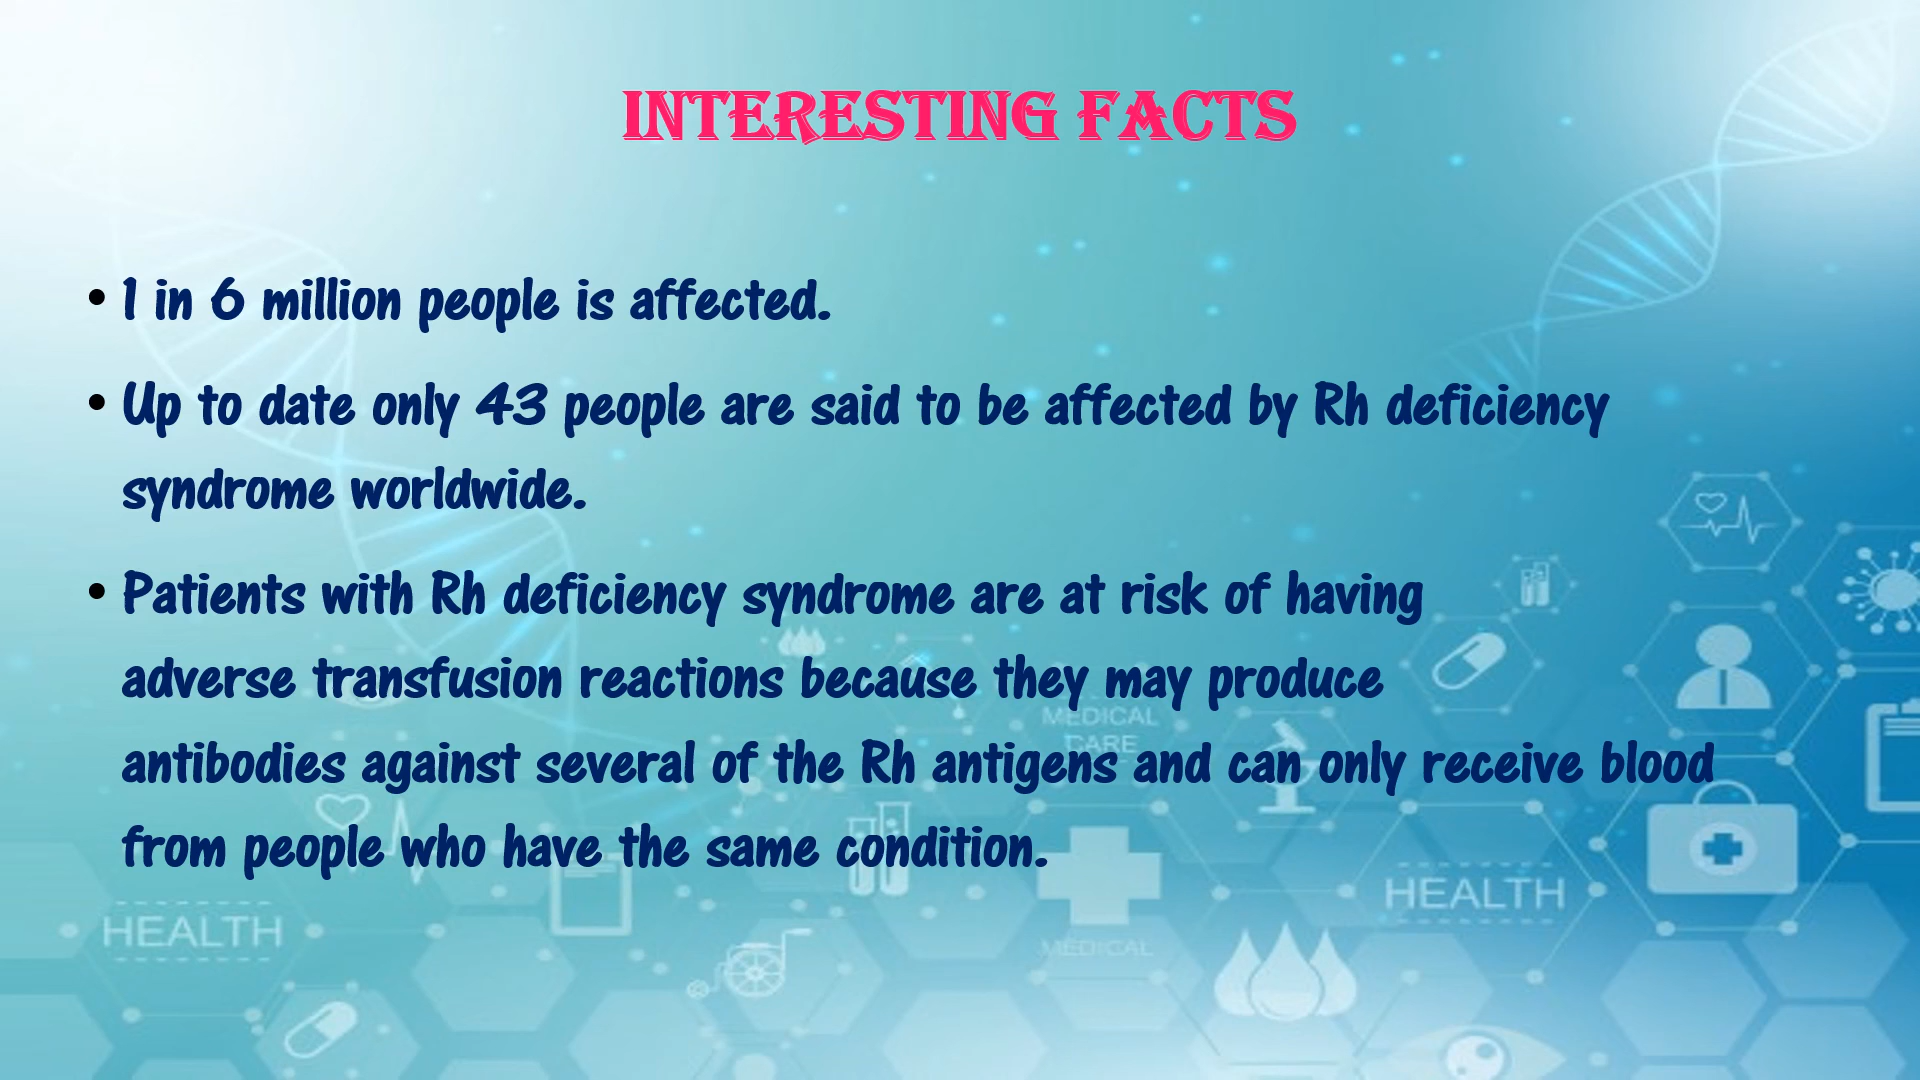 INTERESTING FACTS
• 1 in 6 million people is affected.
• Up to date only 43 people are said to be affected by Rh deficiency
syndrome worldwide.
• Patients with Rh deficiency syndrome are at risk of having
adverse transfusion reactions because they may produce
antibodies against several of the Rh antigens and can only receive blood
from people who have the same condition.
MEDICAL
CARE
HEALTH
HEALTH
MEDICAL